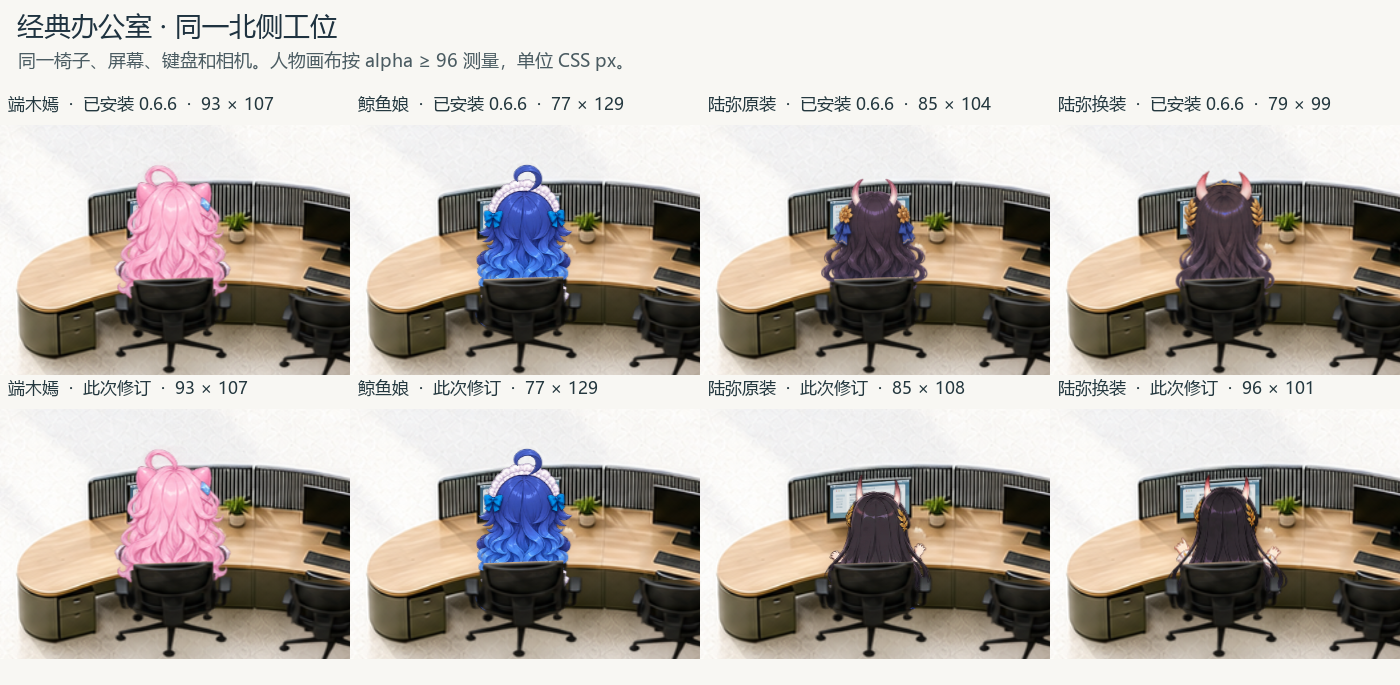 经典办公室 · 同一北侧工位
同一椅子、屏幕、键盘和相机。人物画布按 alpha ≥ 96 测量，单位 CSS px。
端木嫣 · 已安装 0.6.6 · 93 × 107
鲸鱼娘 · 已安装 0.6.6 · 77 × 129
陆弥原装 · 已安装 0.6.6 · 85 × 104
陆弥换装 · 已安装 0.6.6 · 79 × 99
端木嫣 · 此次修订 · 93 × 107
鲸鱼娘 · 此次修订 · 77 × 129
陆弥原装 · 此次修订 · 85 × 108
陆弥换装 · 此次修订 · 96 × 101